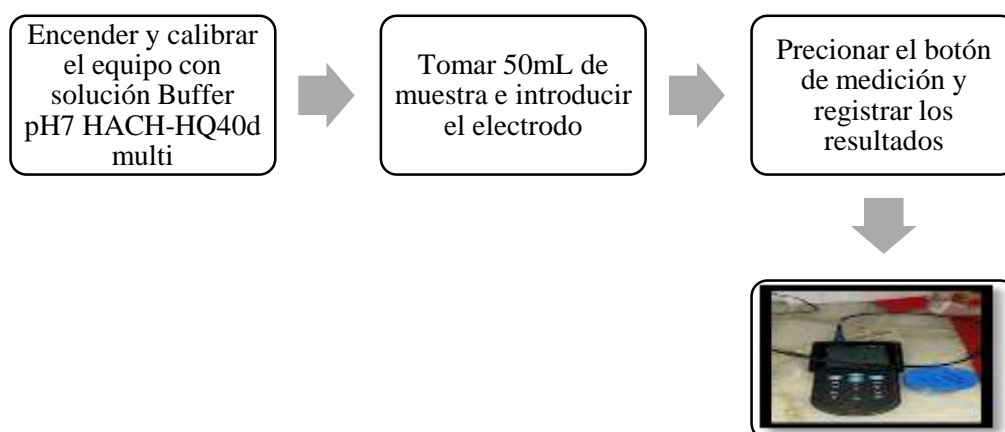 Encender y calibrar
el equipo con
solución Buffer
pH7 HACH-HQ40d
multi
Tomar 50mL de
muestra e introducir
el electrodo
Precionar el botón
de medición y
registrar los
resultados